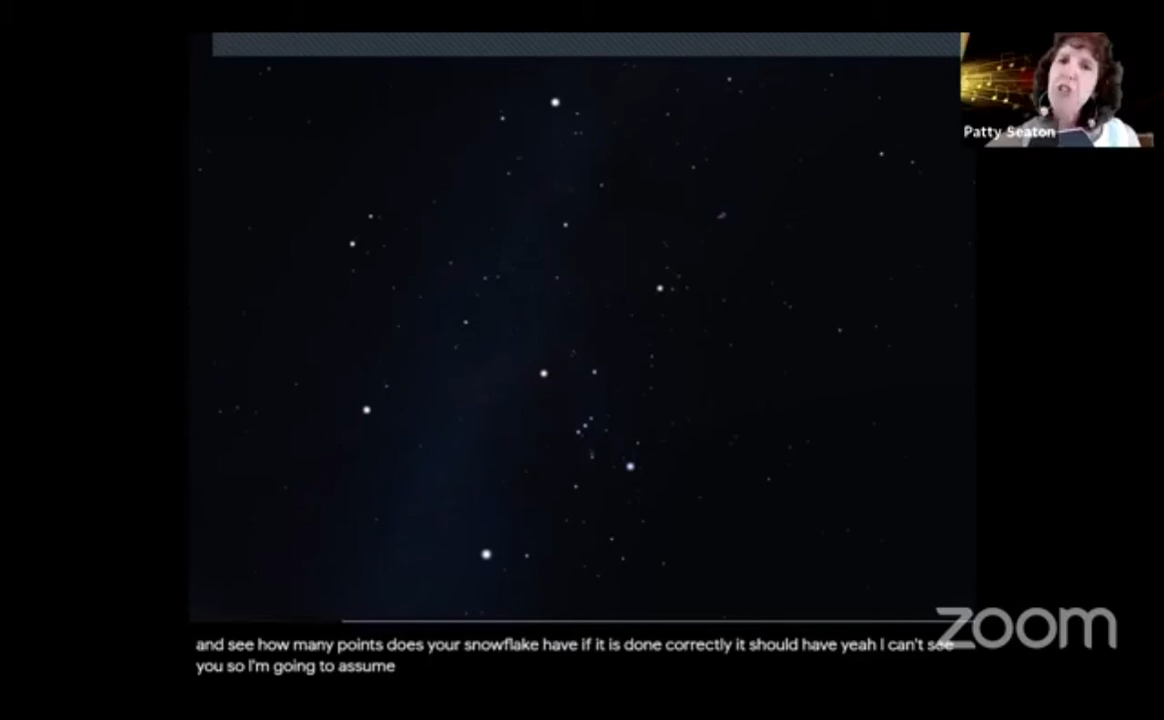 Patty Seaton
zoom
and see how many points does your snowflake have if it is done correctly it should have yeah I can't see
you so I'm going to assume